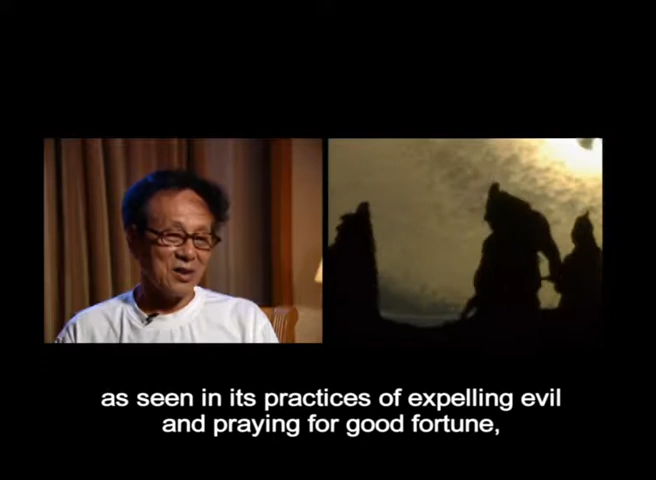 as seen in its practices of expelling evil
and praying for good fortune,